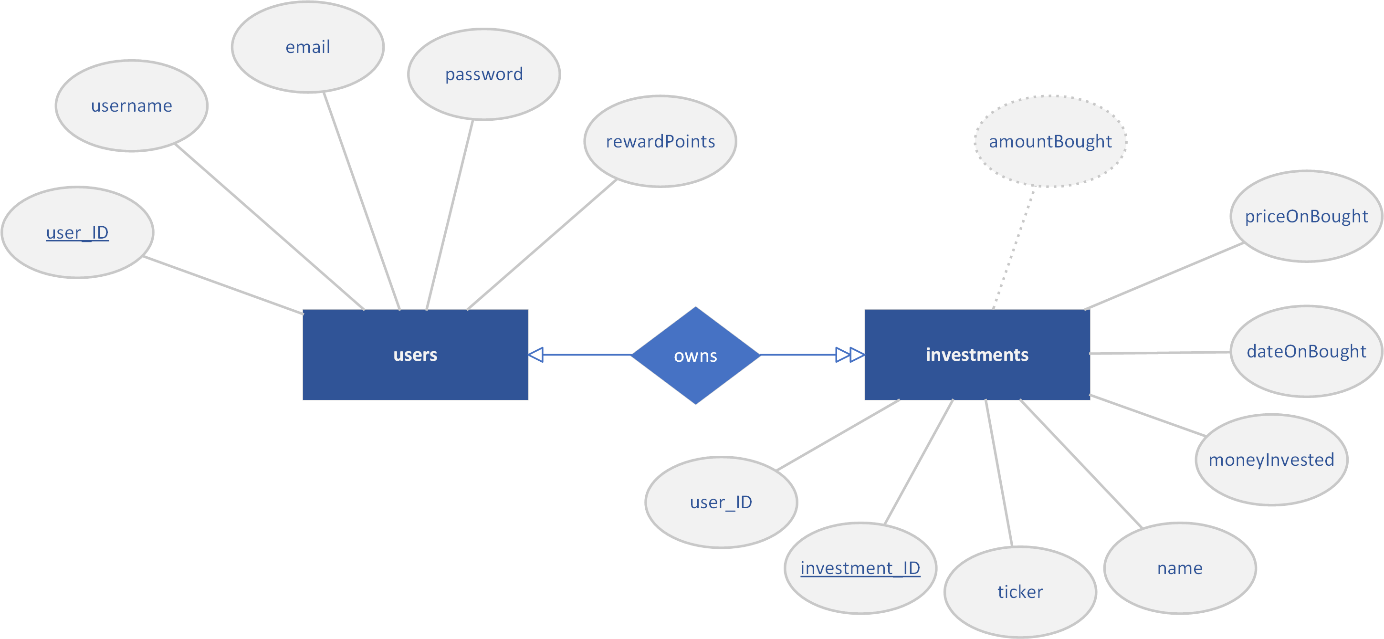 email
password
username
rewardPoints
amountBought
priceOnBought
user_ID
users
owns
investments
dateOnBought
moneyInvested
user_ID
investment_ID
ticker
name